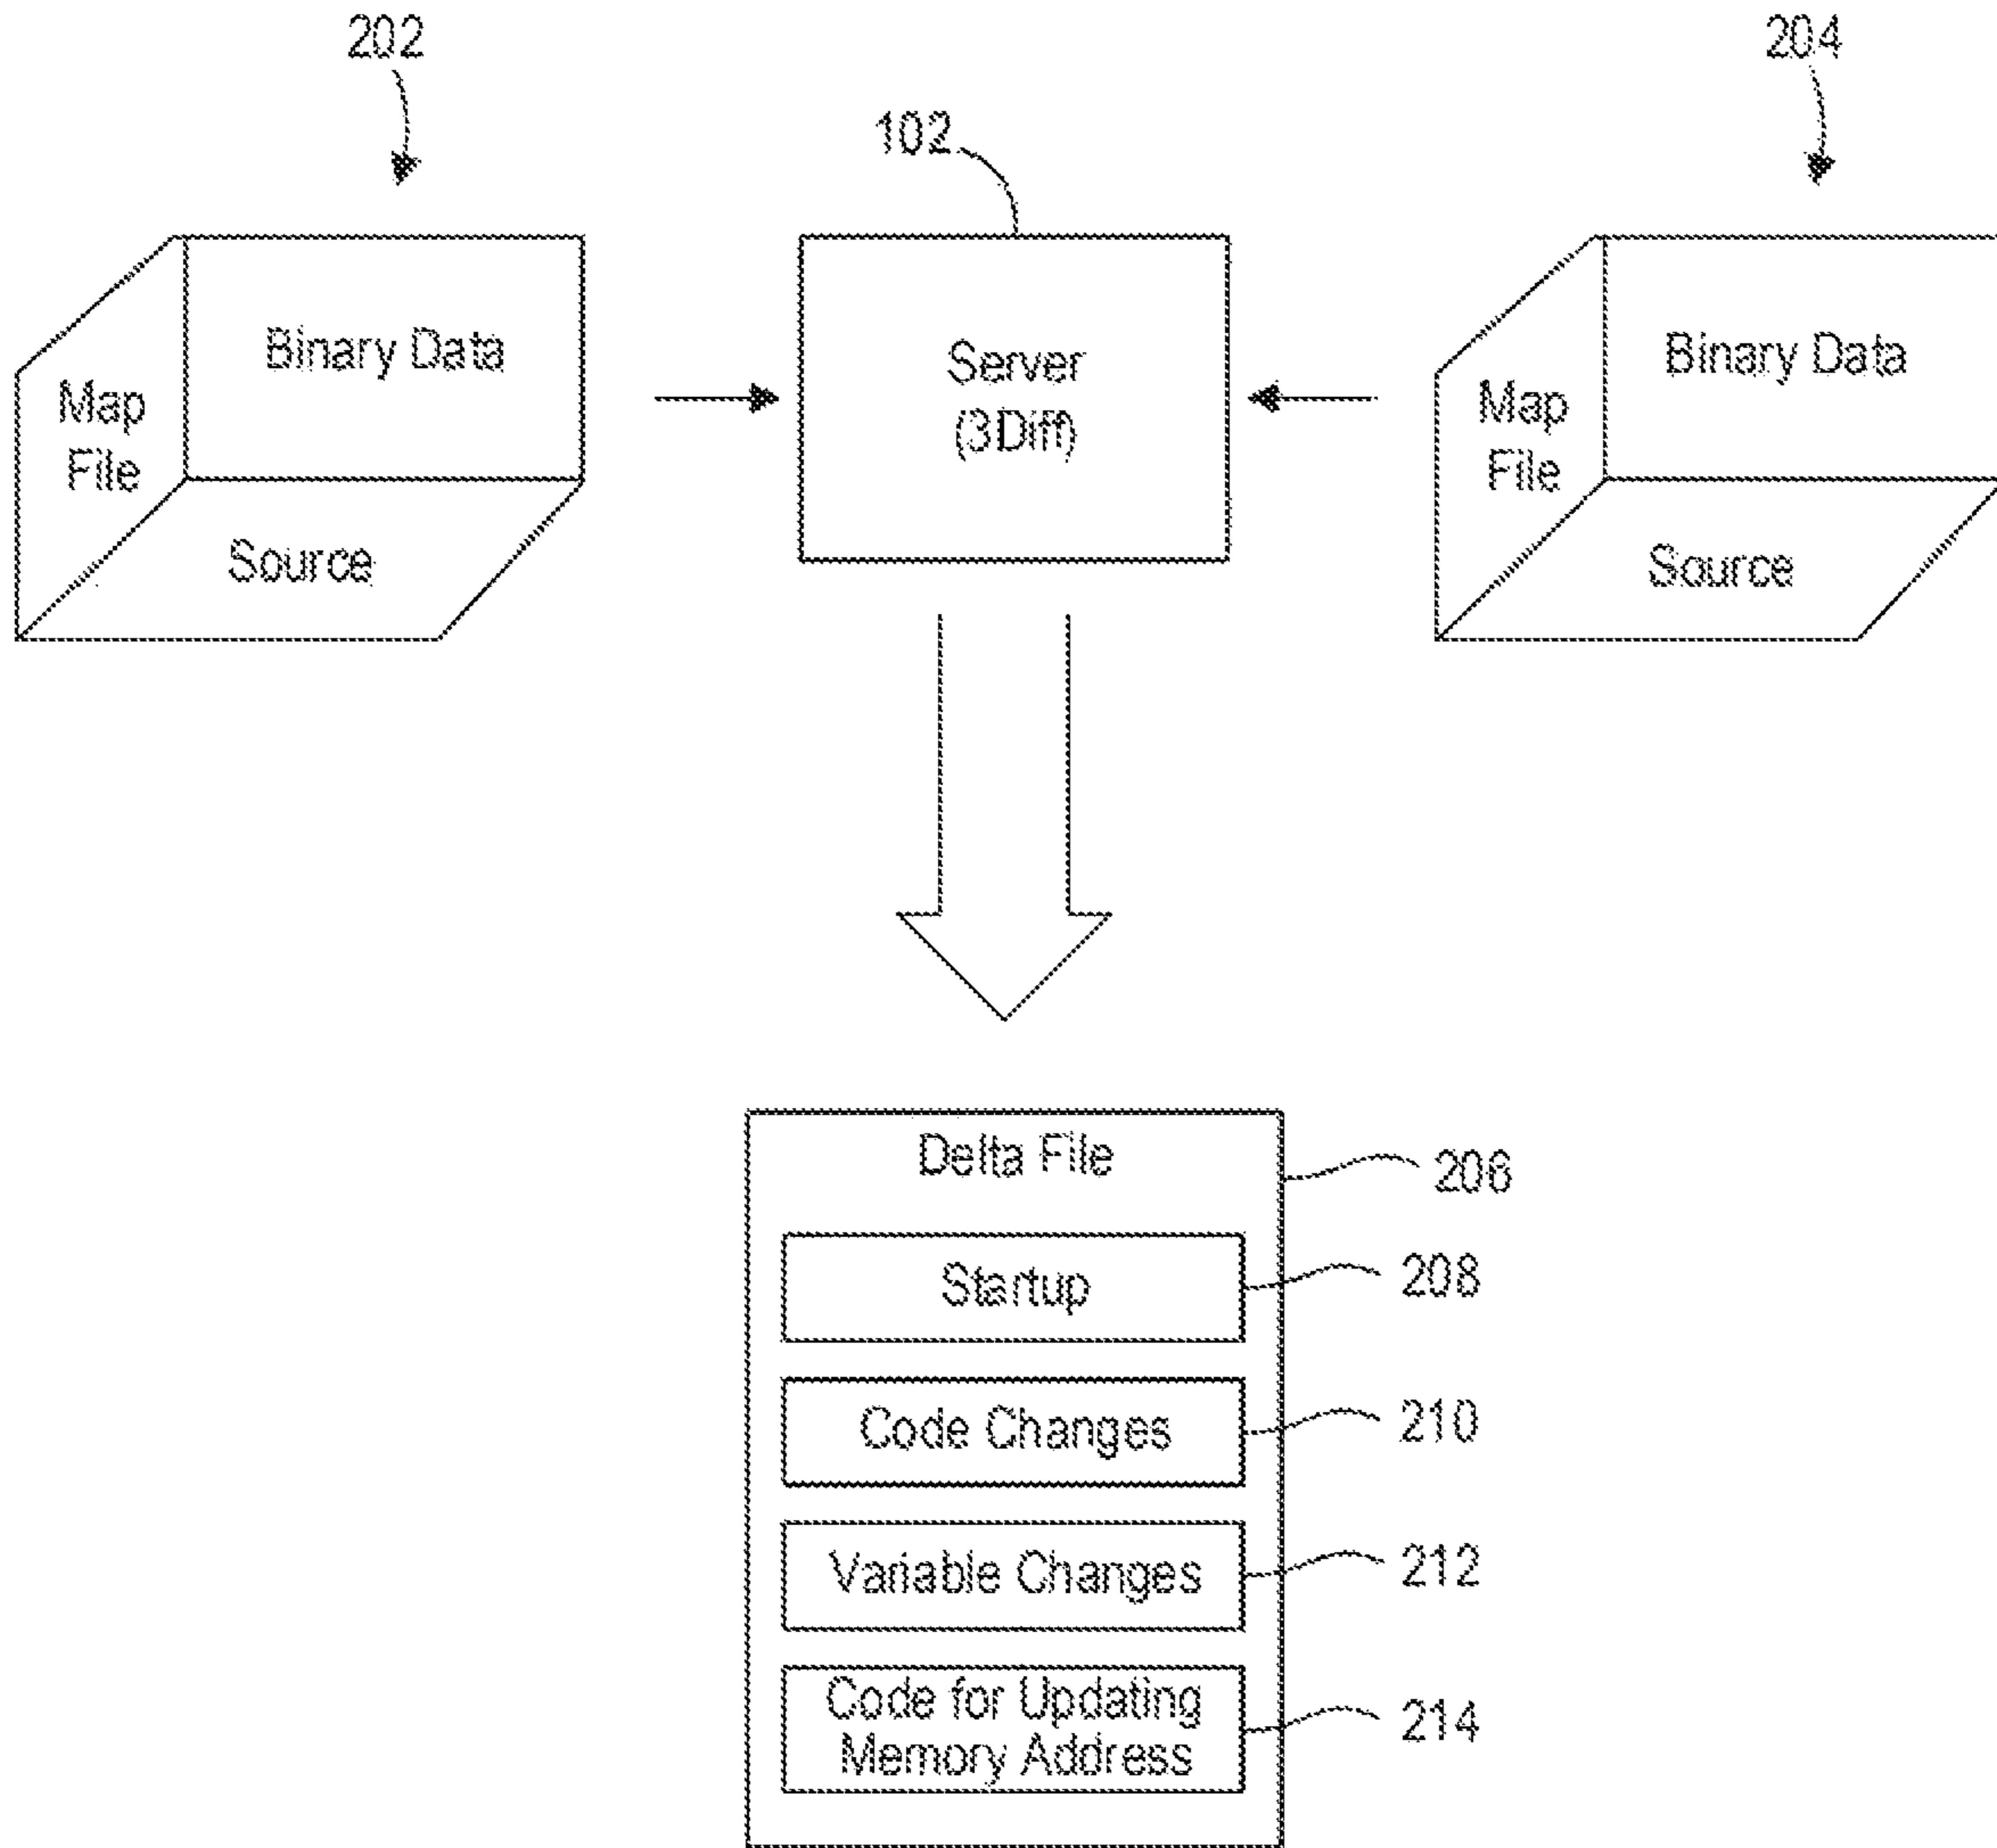 202
204
102
Binary Data
Map
File
Source
Server
(3Diff)
Binary Data
Map
File
Source
Delta File
206
Startup
208
Code Changes
210
Variable Changes
212
Code for Updating
Memory Address
214